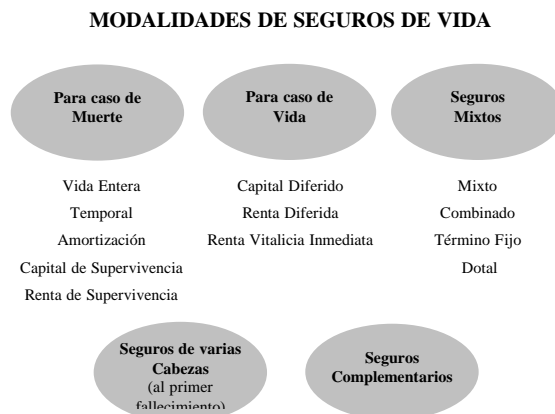 MODALIDADES DE SEGUROS DE VIDA
Para caso de
Muerte
Para caso de
Vida
Seguros
Mixtos
Vida Entera
Temporal
Amortización
Capital de Supervivencia
Renta de Supervivencia
Capital Diferido
Renta Diferida
Renta Vitalicia Inmediata
Mixto
Combinado
Término Fijo
Dotal
Seguros de varias
Cabezas
(al primer
fallecimiento)
Seguros
Complementarios